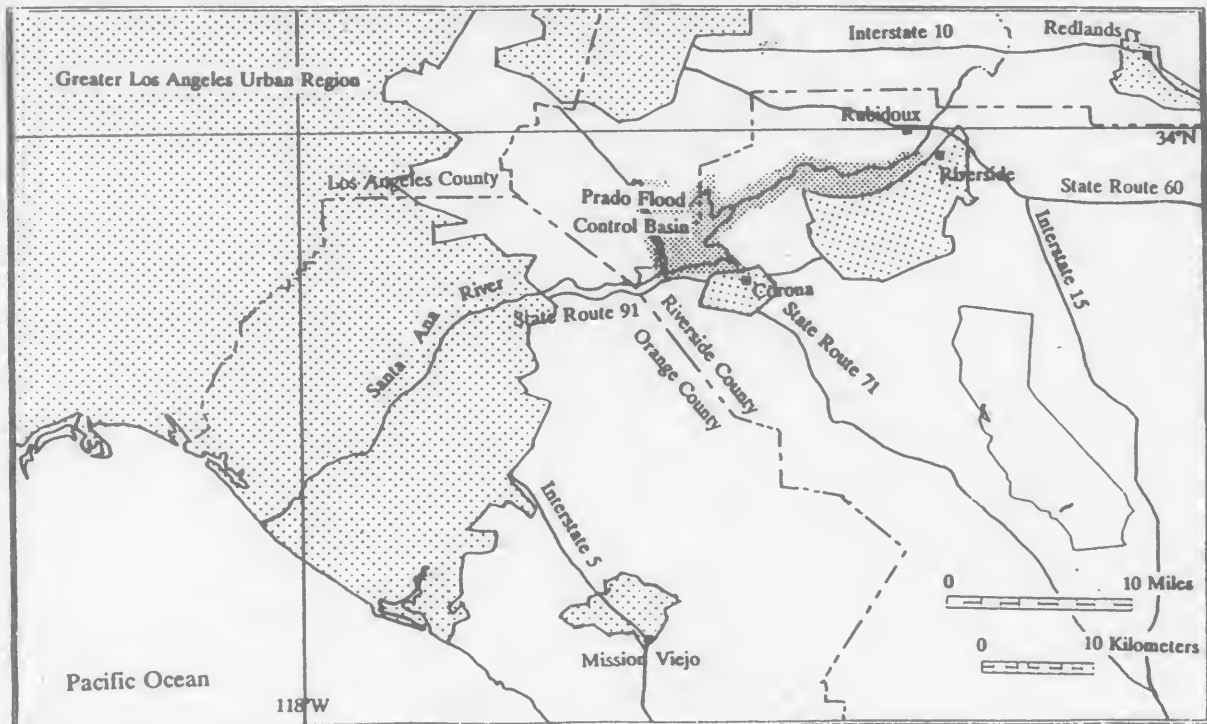 Redlands
Interstate 10
Greater Los Angeles Urban Region
Rubidoux
34°N
Los Angeles County
Riverside
State Route 60
Prado Flood
Control Basin
Interstate 15
Corona
Santa Ana River
State Route 91
Riverside County
Orange County
State Route 71
Interstate 5
0 10 Miles
0 10 Kilometers
Mission Viejo
Pacific Ocean
118°W